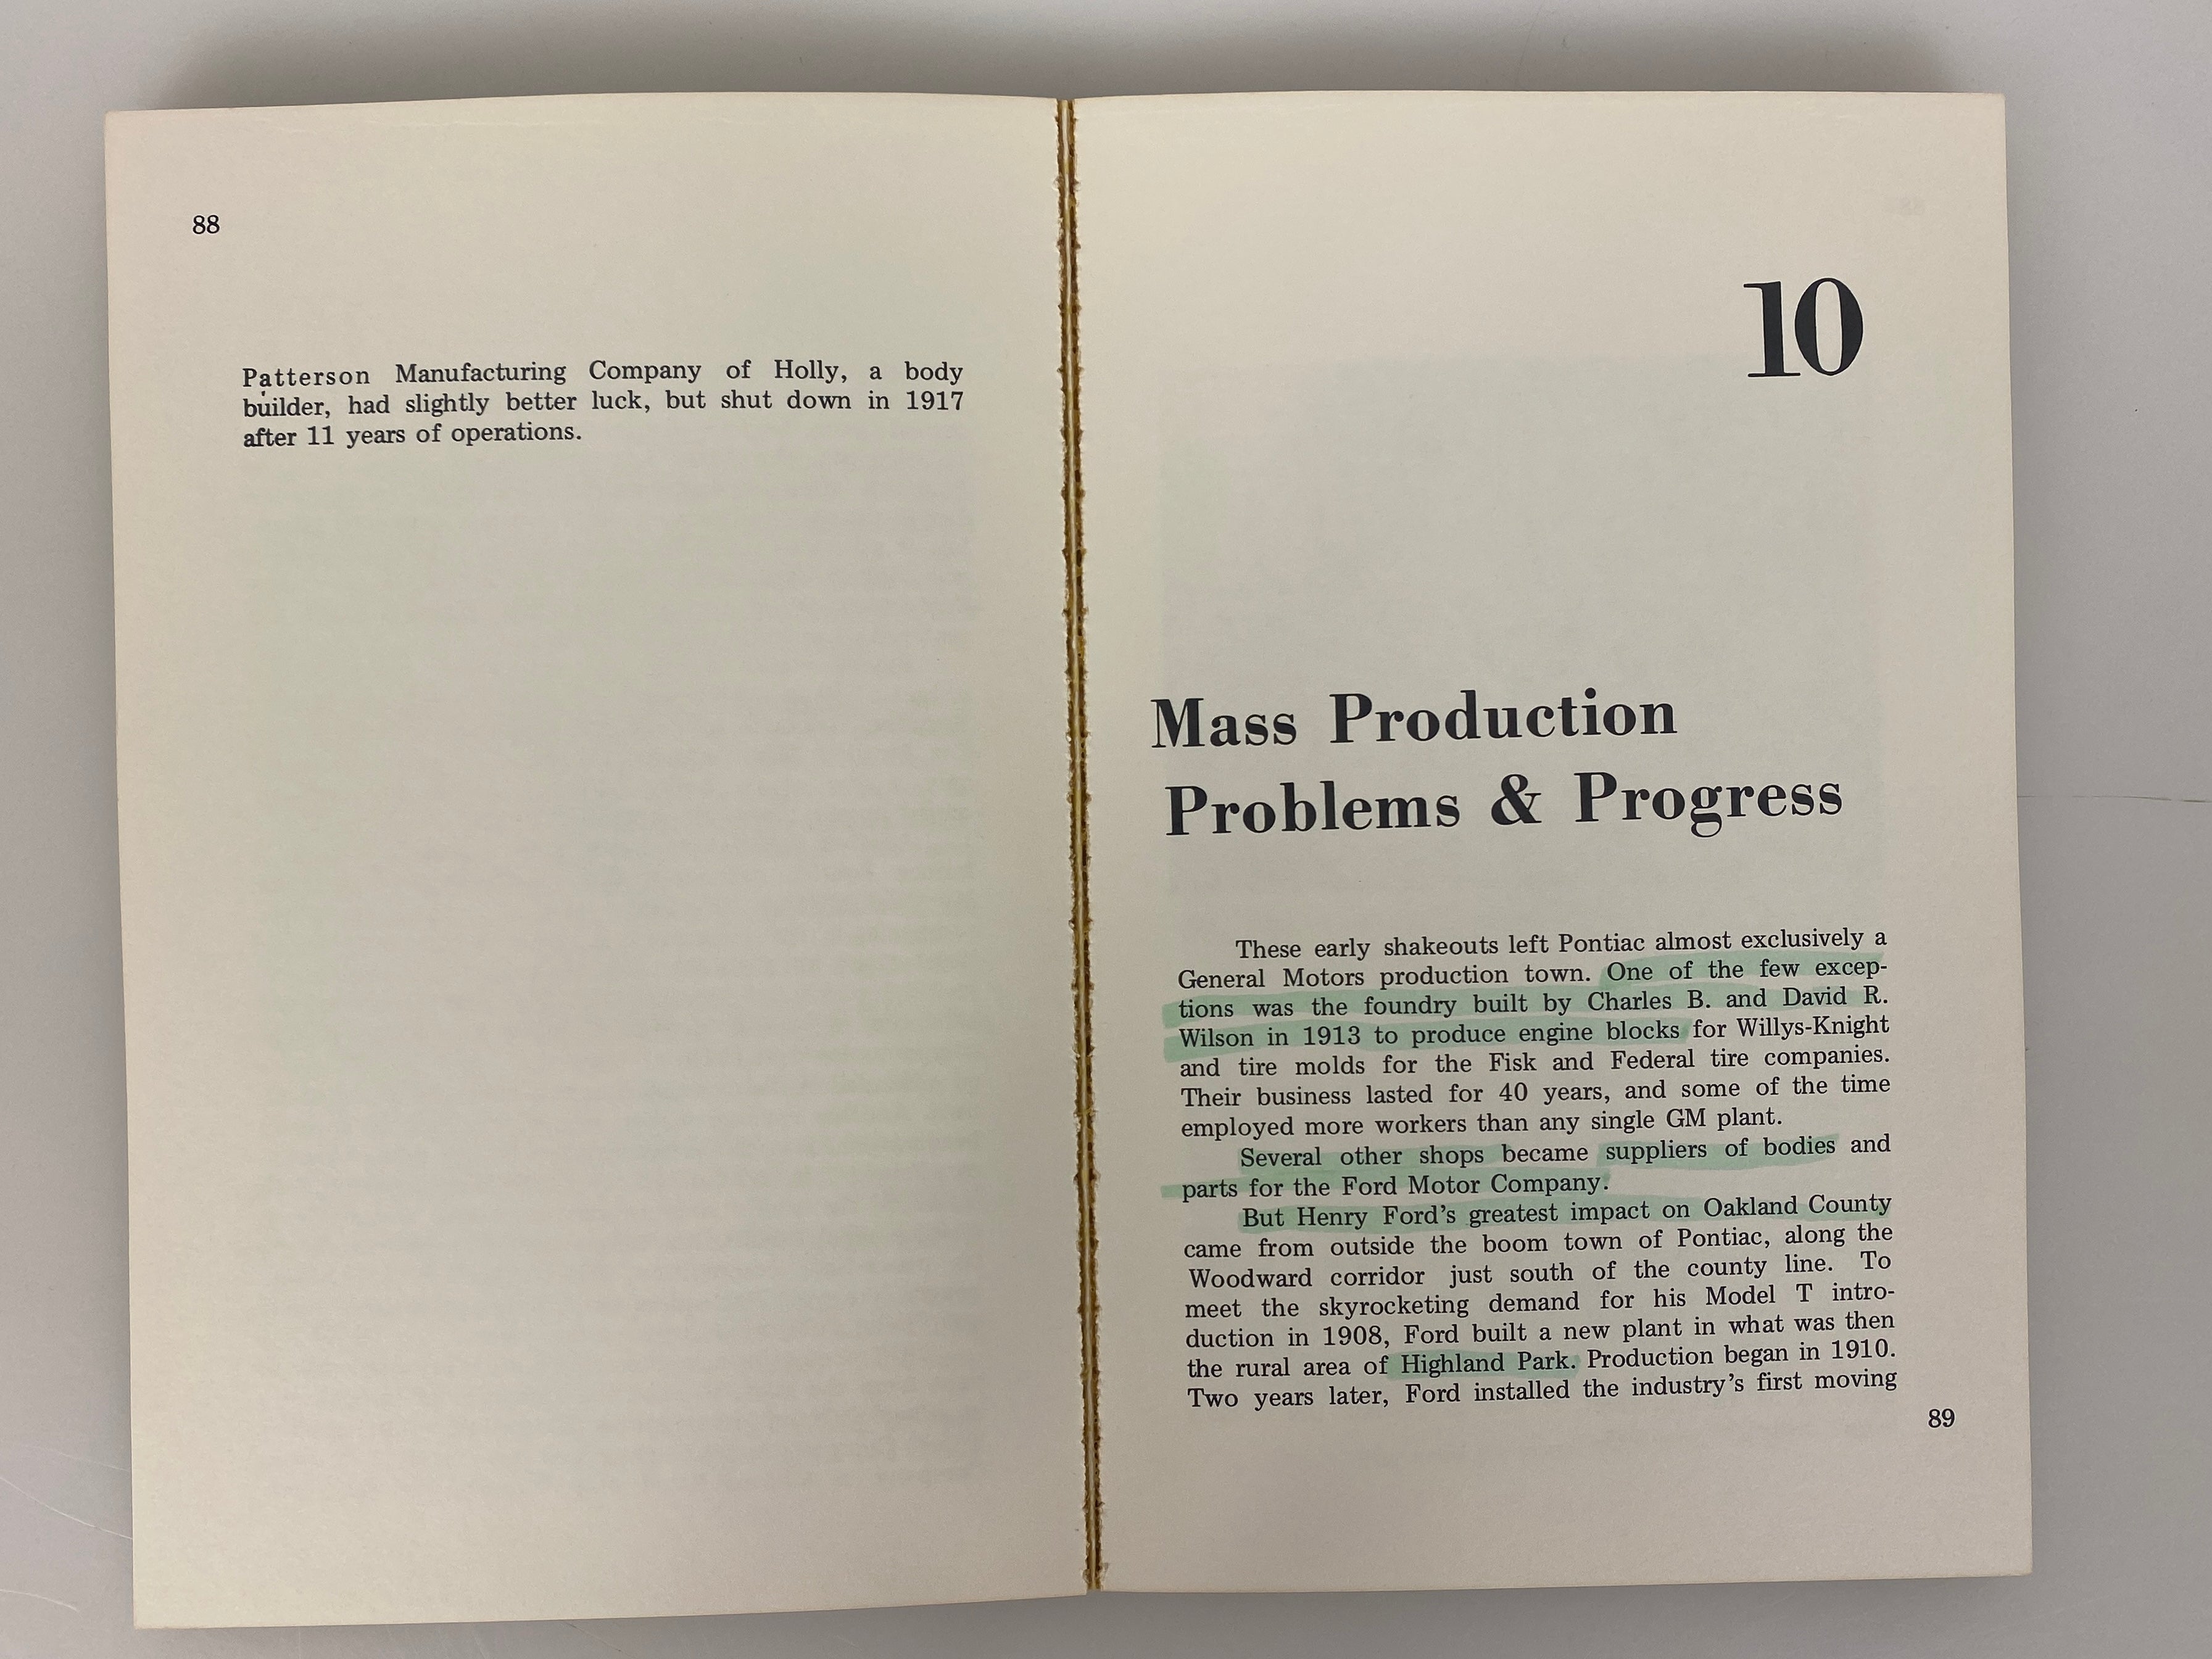 88
Patterson Manufacturing Company of Holly, a body
builder, had slightly better luck, but shut down in 1917
after 11 years of operations.
10
Mass Production
Problems & Progress
These early shakeouts left Pontiac almost exclusively a
General Motors production town. One of the few excep-
tions was the foundry built by Charles B. and David R.
Wilson in 1913 to produce engine blocks for Willys-Knight
and tire molds for the Fisk and Federal tire companies.
Their business lasted for 40 years, and some of the time
employed more workers than any single GM plant.
Several other shops became suppliers of bodies and
parts for the Ford Motor Company.
But Henry Ford's greatest impact on Oakland County
came from outside the boom town of Pontiac, along the
Woodward corridor just south of the county line. To
meet the skyrocketing demand for his Model T intro-
duction in 1908, Ford built a new plant in what was then
the rural area of Highland Park. Production began in 1910.
Two years later, Ford installed the industry's first moving
89